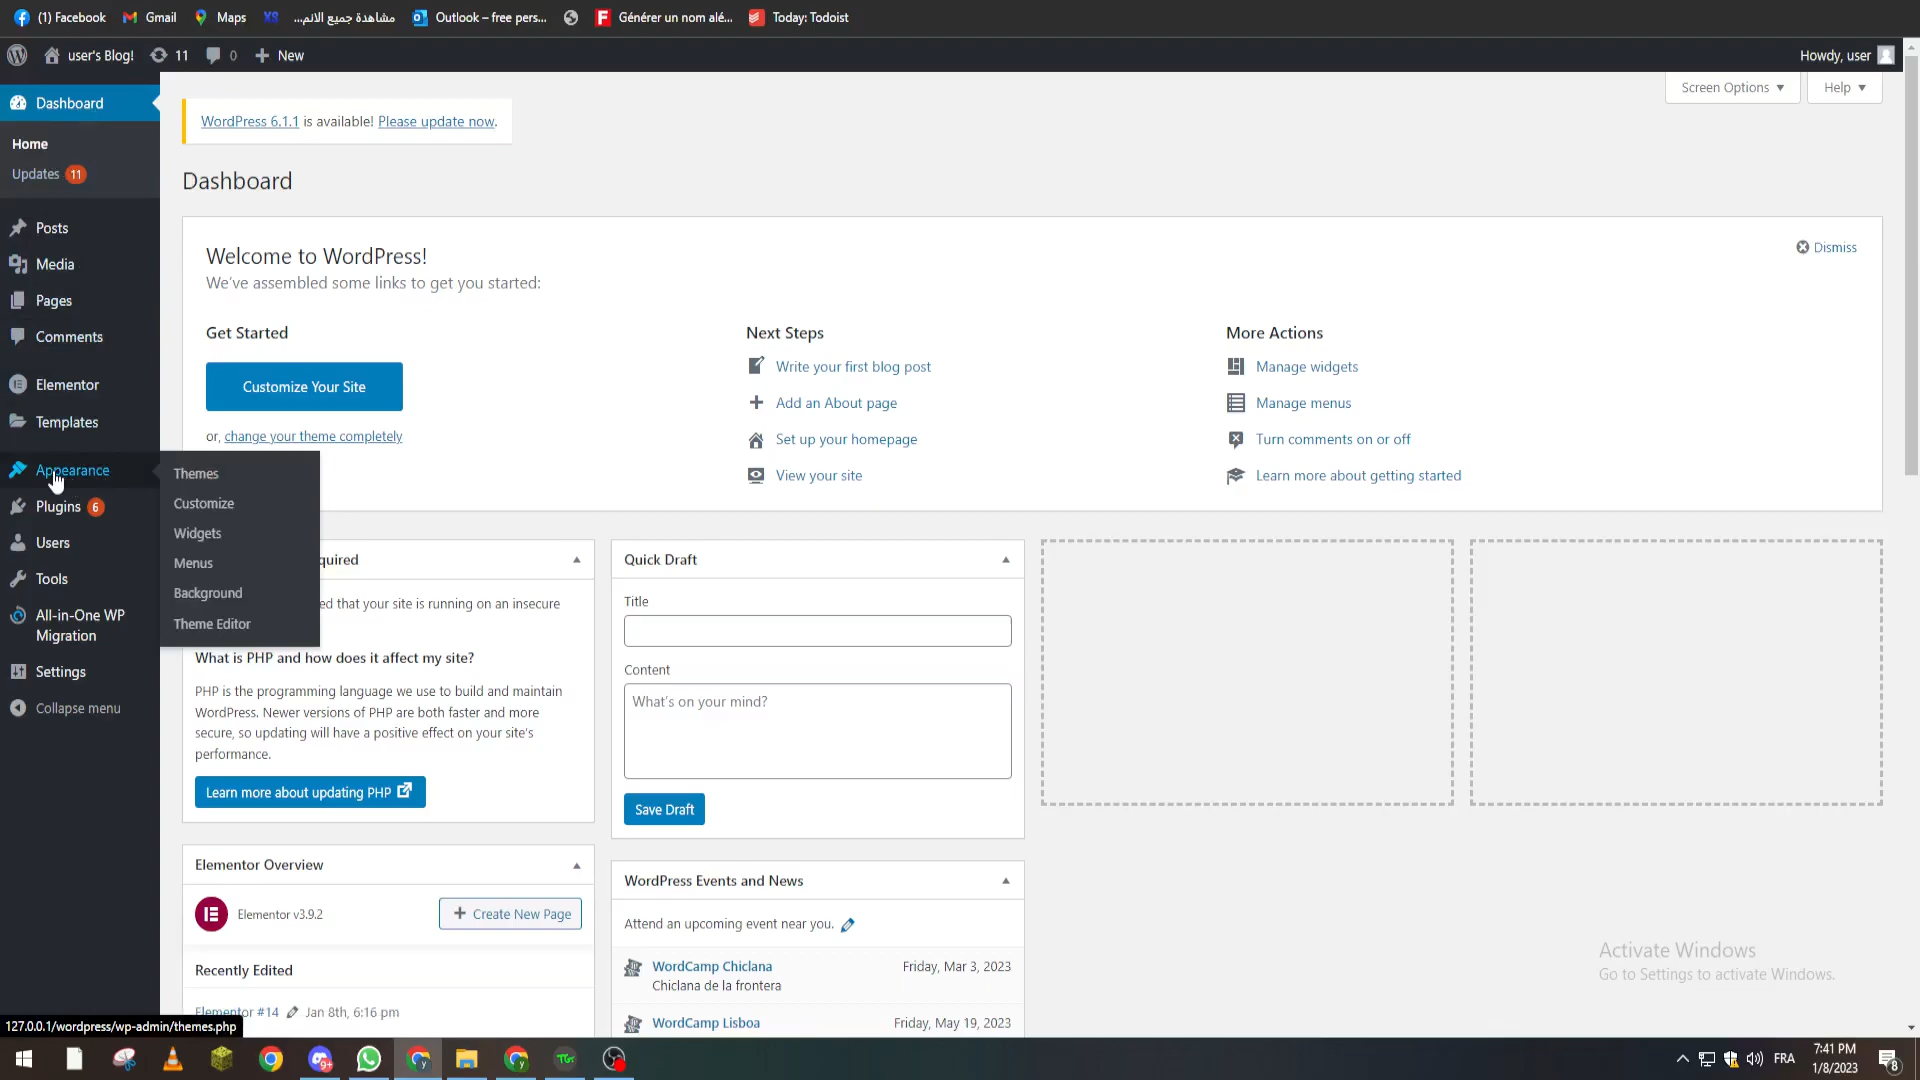 (1) Facebook
Gmail
Maps
XS
مشاهدة جميع الانم...
Outlook – free pers...
Générer un nom alé...
Today: Todoist
user's Blog!
11
0
New
Howdy, user
Dashboard
Home
Updates 11
Posts
Media
Pages
Comments
Elementor
Templates
Appearance
Plugins 6
Users
Tools
All-in-One WP
Migration
Settings
Collapse menu
Themes
Customize
Widgets
Menus
Background
Theme Editor
Screen Options
Help
WordPress 6.1.1 is available! Please update now.
Dashboard
Welcome to WordPress!
We've assembled some links to get you started:
Dismiss
Get Started
Customize Your Site
or, change your theme completely
Next Steps
Write your first blog post
Add an About page
Set up your homepage
View your site
More Actions
Manage widgets
Manage menus
Turn comments on or off
Learn more about getting started
quired
ed that your site is running on an insecure
What is PHP and how does it affect my site?
PHP is the programming language we use to build and maintain
WordPress. Newer versions of PHP are both faster and more
secure, so updating will have a positive effect on your site's
performance.
Learn more about updating PHP
Elementor Overview
Elementor v3.9.2
Create New Page
Recently Edited
Elementor #14 Jan 8th, 6:16 pm
Quick Draft
Title
Content
What's on your mind?
Save Draft
WordPress Events and News
Attend an upcoming event near you.
WordCamp Chiclana
Friday, Mar 3, 2023
Chiclana de la frontera
WordCamp Lisboa
Friday, May 19, 2023
Activate Windows
Go to Settings to activate Windows.
127.0.0.1/wordpress/wp-admin/themes.php
9+
FRA
7:41 PM
1/8/2023
8